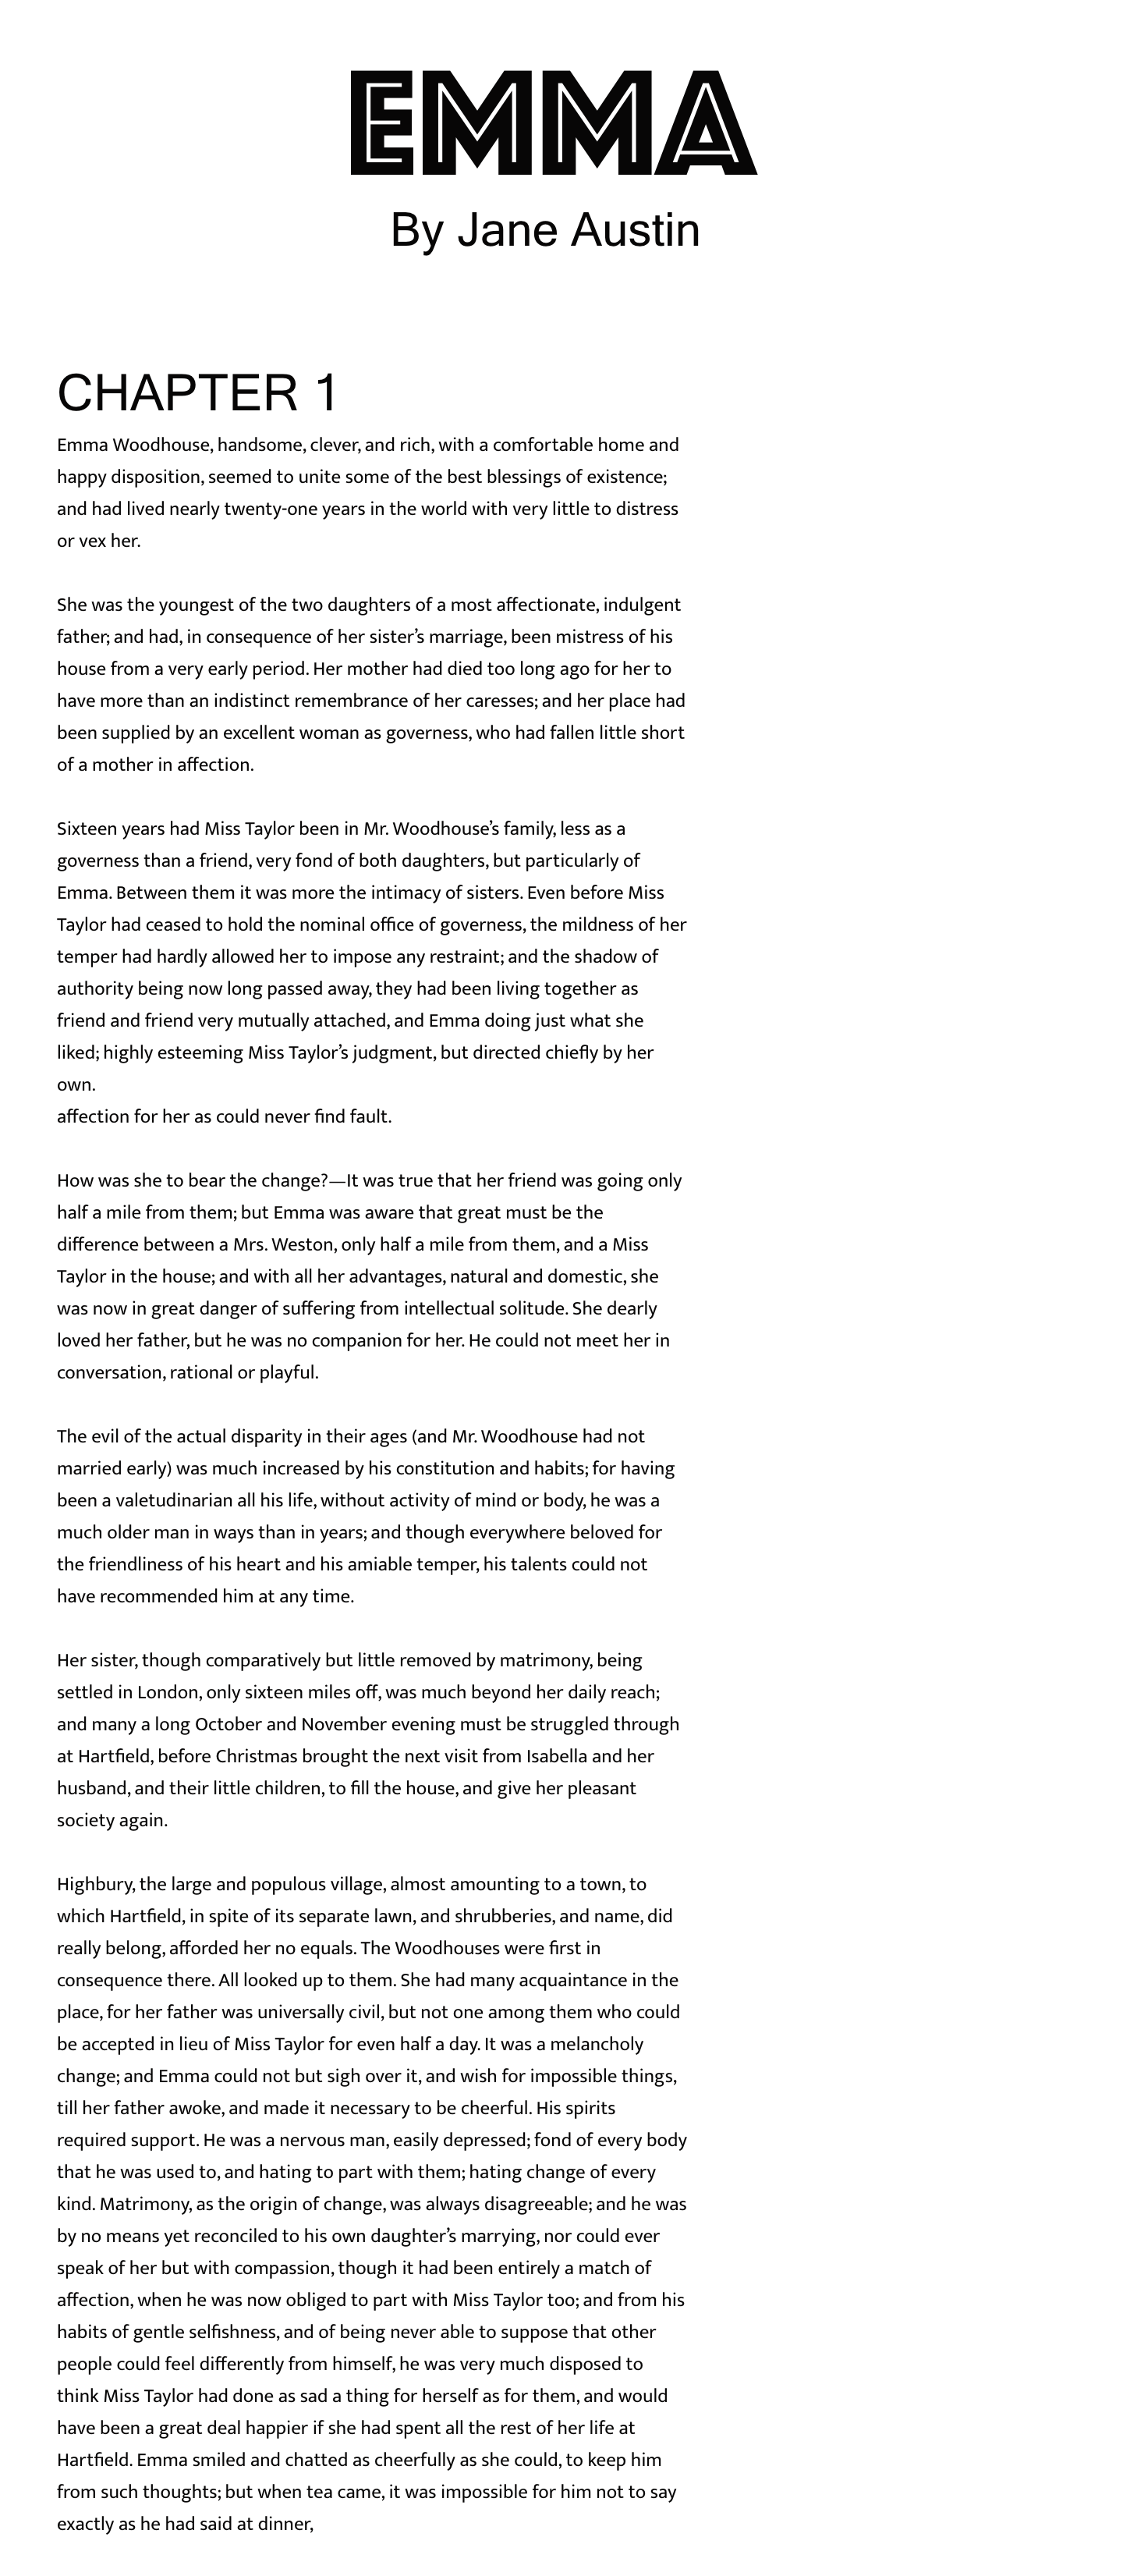 EMMA
By Jane Austin
CHAPTER 1
Emma Woodhouse, handsome, clever, and rich, with a comfortable home and
happy disposition, seemed to unite some of the best blessings of existence;
and had lived nearly twenty-one years in the world with very little to distress
or vex her.
She was the youngest of the two daughters of a most affectionate, indulgent
father; and had, in consequence of her sister’s marriage, been mistress of his
house from a very early period. Her mother had died too long ago for her to
have more than an indistinct remembrance of her caresses; and her place had
been supplied by an excellent woman as governess, who had fallen little short
of a mother in affection.
Sixteen years had Miss Taylor been in Mr. Woodhouse’s family, less as a
governess than a friend, very fond of both daughters, but particularly of
Emma. Between them it was more the intimacy of sisters. Even before Miss
Taylor had ceased to hold the nominal office of governess, the mildness of her
temper had hardly allowed her to impose any restraint; and the shadow of
authority being now long passed away, they had been living together as
friend and friend very mutually attached, and Emma doing just what she
liked; highly esteeming Miss Taylor’s judgment, but directed chiefly by her
own.
affection for her as could never find fault.
How was she to bear the change?—It was true that her friend was going only
half a mile from them; but Emma was aware that great must be the
difference between a Mrs. Weston, only half a mile from them, and a Miss
Taylor in the house; and with all her advantages, natural and domestic, she
was now in great danger of suffering from intellectual solitude. She dearly
loved her father, but he was no companion for her. He could not meet her in
conversation, rational or playful.
The evil of the actual disparity in their ages (and Mr. Woodhouse had not
married early) was much increased by his constitution and habits; for having
been a valetudinarian all his life, without activity of mind or body, he was a
much older man in ways than in years; and though everywhere beloved for
the friendliness of his heart and his amiable temper, his talents could not
have recommended him at any time.
Her sister, though comparatively but little removed by matrimony, being
settled in London, only sixteen miles off, was much beyond her daily reach;
and many a long October and November evening must be struggled through
at Hartfield, before Christmas brought the next visit from Isabella and her
husband, and their little children, to fill the house, and give her pleasant
society again.
Highbury, the large and populous village, almost amounting to a town, to
which Hartfield, in spite of its separate lawn, and shrubberies, and name, did
really belong, afforded her no equals. The Woodhouses were first in
consequence there. All looked up to them. She had many acquaintance in the
place, for her father was universally civil, but not one among them who could
be accepted in lieu of Miss Taylor for even half a day. It was a melancholy
change; and Emma could not but sigh over it, and wish for impossible things,
till her father awoke, and made it necessary to be cheerful. His spirits
required support. He was a nervous man, easily depressed; fond of every body
that he was used to, and hating to part with them; hating change of every
kind. Matrimony, as the origin of change, was always disagreeable; and he was
by no means yet reconciled to his own daughter’s marrying, nor could ever
speak of her but with compassion, though it had been entirely a match of
affection, when he was now obliged to part with Miss Taylor too; and from his
habits of gentle selfishness, and of being never able to suppose that other
people could feel differently from himself, he was very much disposed to
think Miss Taylor had done as sad a thing for herself as for them, and would
have been a great deal happier if she had spent all the rest of her life at
Hartfield. Emma smiled and chatted as cheerfully as she could, to keep him
from such thoughts; but when tea came, it was impossible for him not to say
exactly as he had said at dinner,